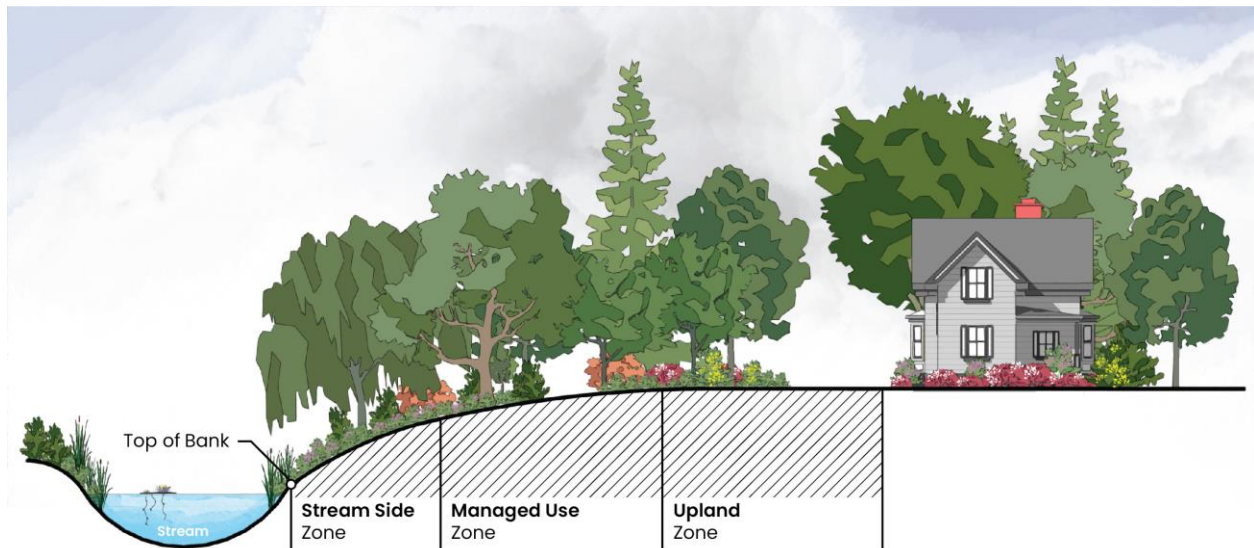 Top of Bank
Stream
Stream Side
Zone
Managed Use
Zone
Upland
Zone